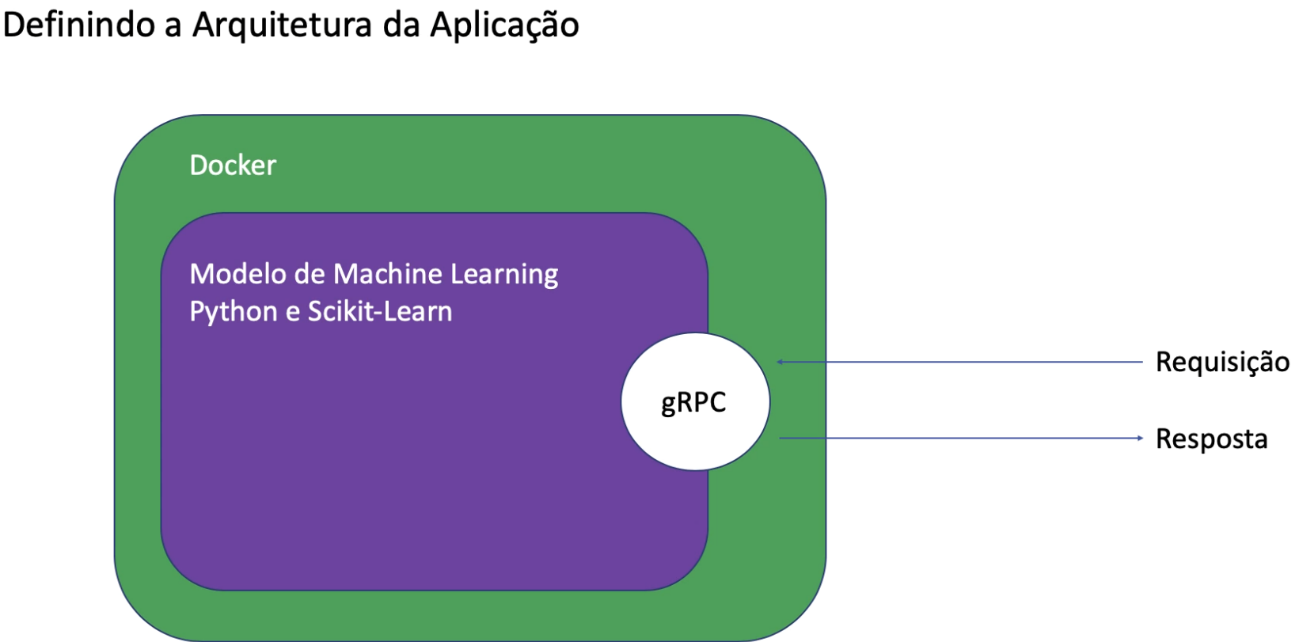 Definindo a Arquitetura da Aplicação
Docker
Modelo de Machine Learning
Python e Scikit-Learn
gRPC
Requisição
Resposta